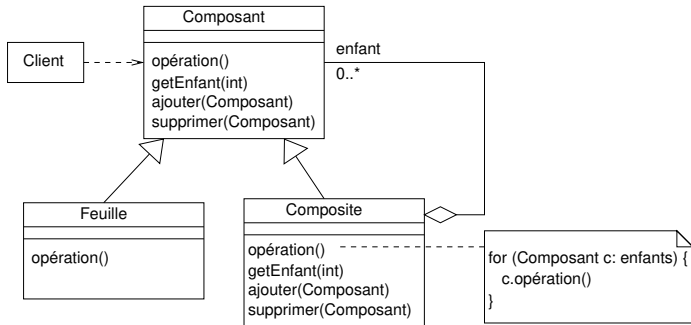 Composant
enfant
Client
opération()
getEnfant(int)
ajouter(Composant)
supprimer(Composant)
0..*
Feuille
opération()
Composite
opération()
getEnfant(int)
ajouter(Composant)
supprimer(Composant)
for (Composant c: enfants) {
c.opération()
}